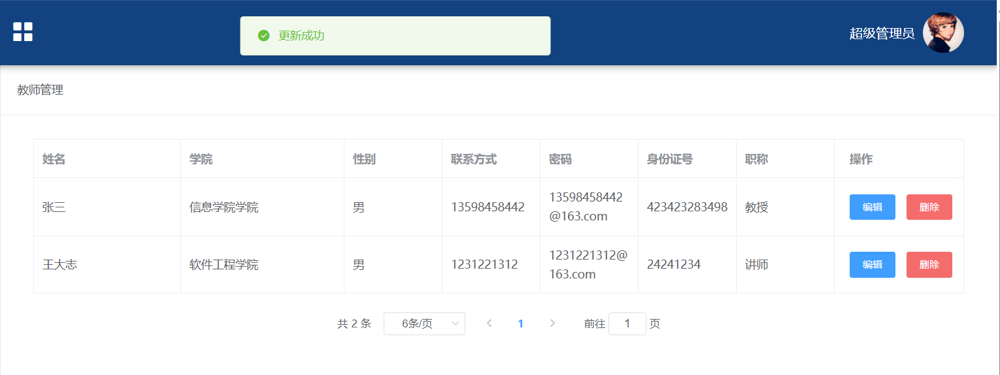 更新成功
超级管理员
教师管理
姓名 学院 性别 联系方式 密码 身份证号 职称 操作
张三 信息学院学院 男 13598458442 13598458442
@163.com 423423283498 教授 编辑 删除
王大志 软件工程学院 男 1231221312 1231221312@
163.com 24241234 讲师 编辑 删除
共 2 条 6条/页 1 前往 1 页